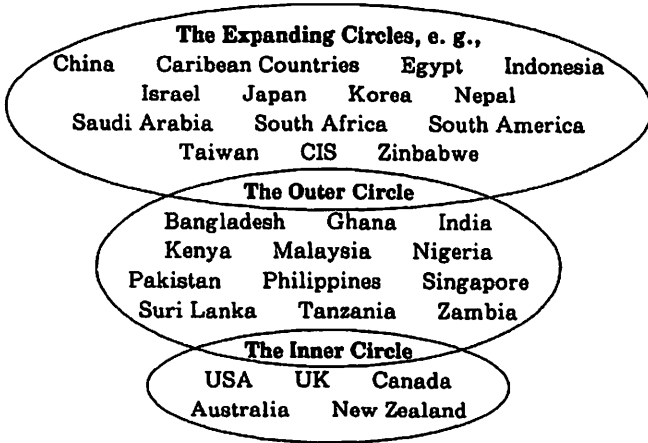 The Expanding Circles, e. g.,
China Caribean Countries Egypt Indonesia
Israel Japan Korea Nepal
Saudi Arabia South Africa South America
Taiwan CIS Zinbabwe
The Outer Circle
Bangladesh Ghana India
Kenya Malaysia Nigeria
Pakistan Philippines Singapore
Suri Lanka Tanzania Zambia
The Inner Circle
USA UK Canada
Australia New Zealand